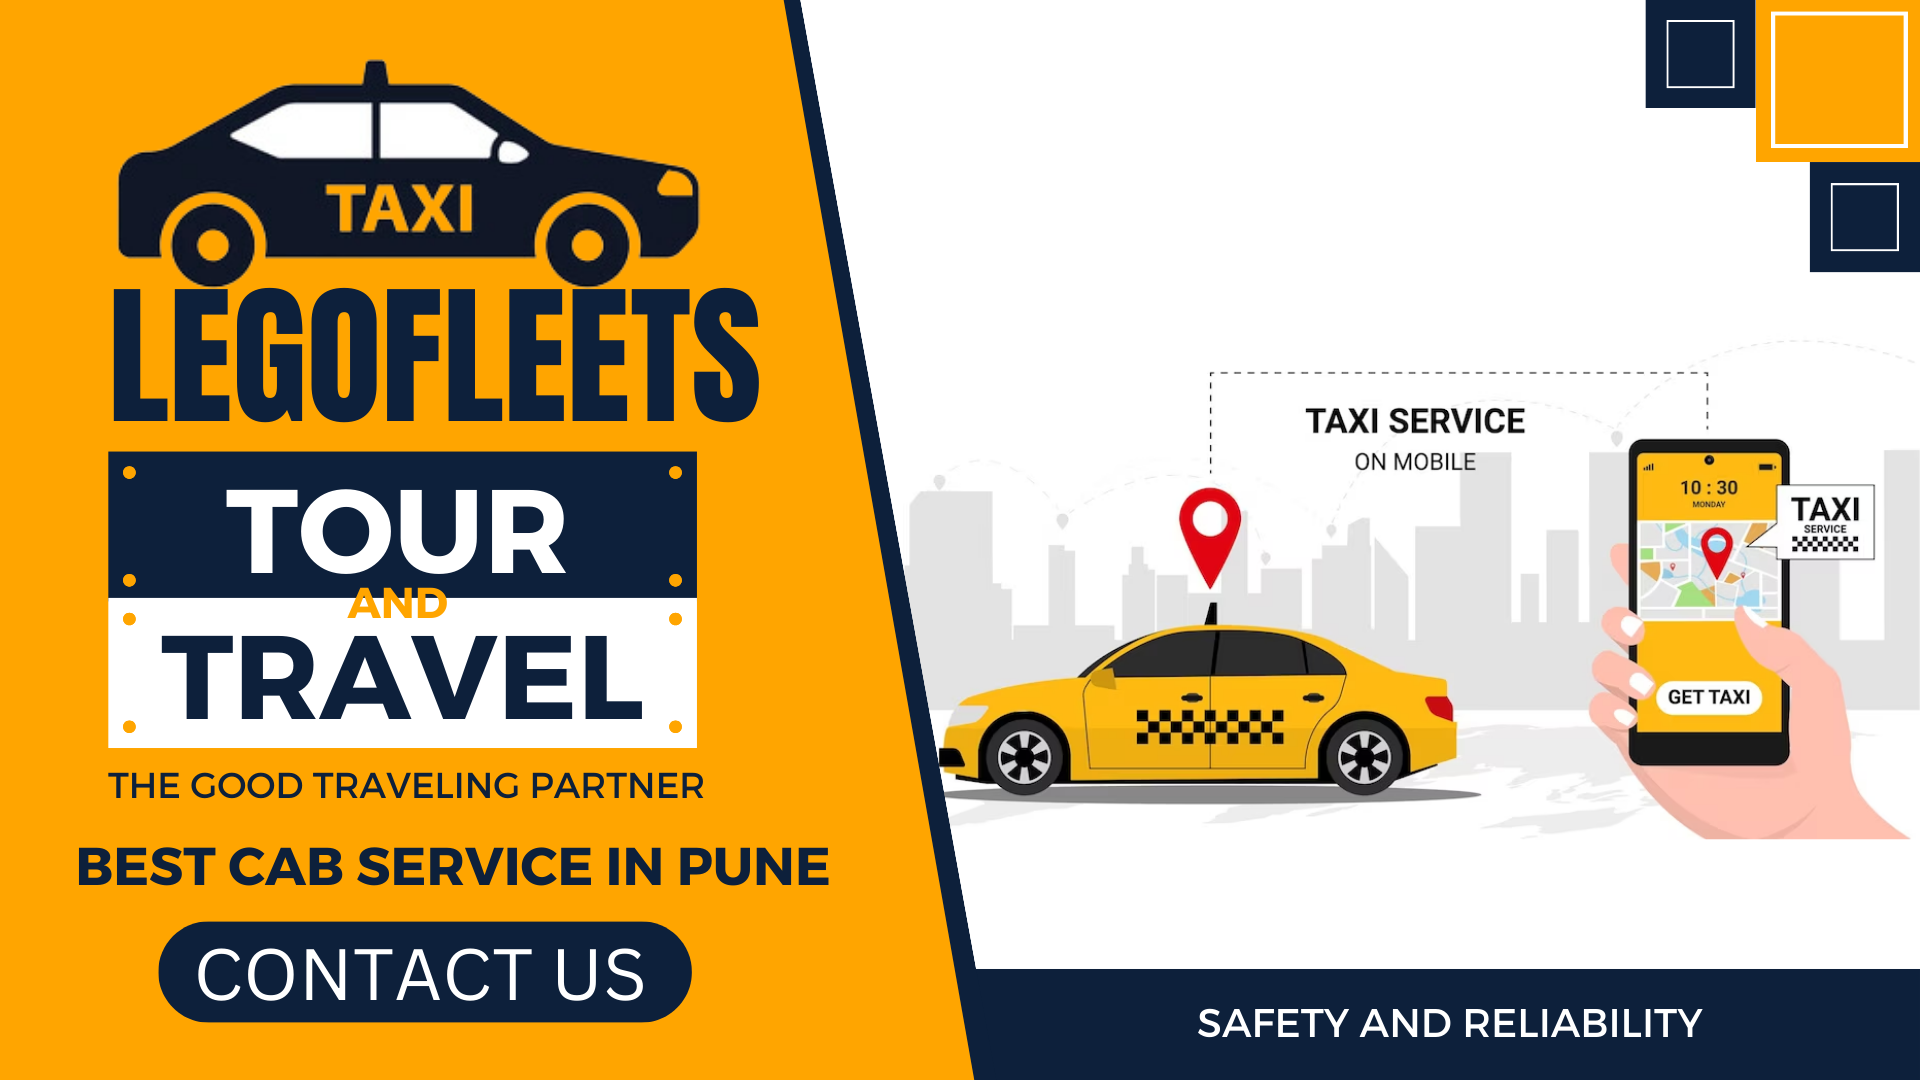 TAXI
LEGOFLEETS
TOUR
AND
TRAVEL
THE GOOD TRAVELING PARTNER
BEST CAB SERVICE IN PUNE
CONTACT US
TAXI SERVICE
ON MOBILE
10 : 30
MONDAY
TAXI
SERVICE
GET TAXI
SAFETY AND RELIABILITY